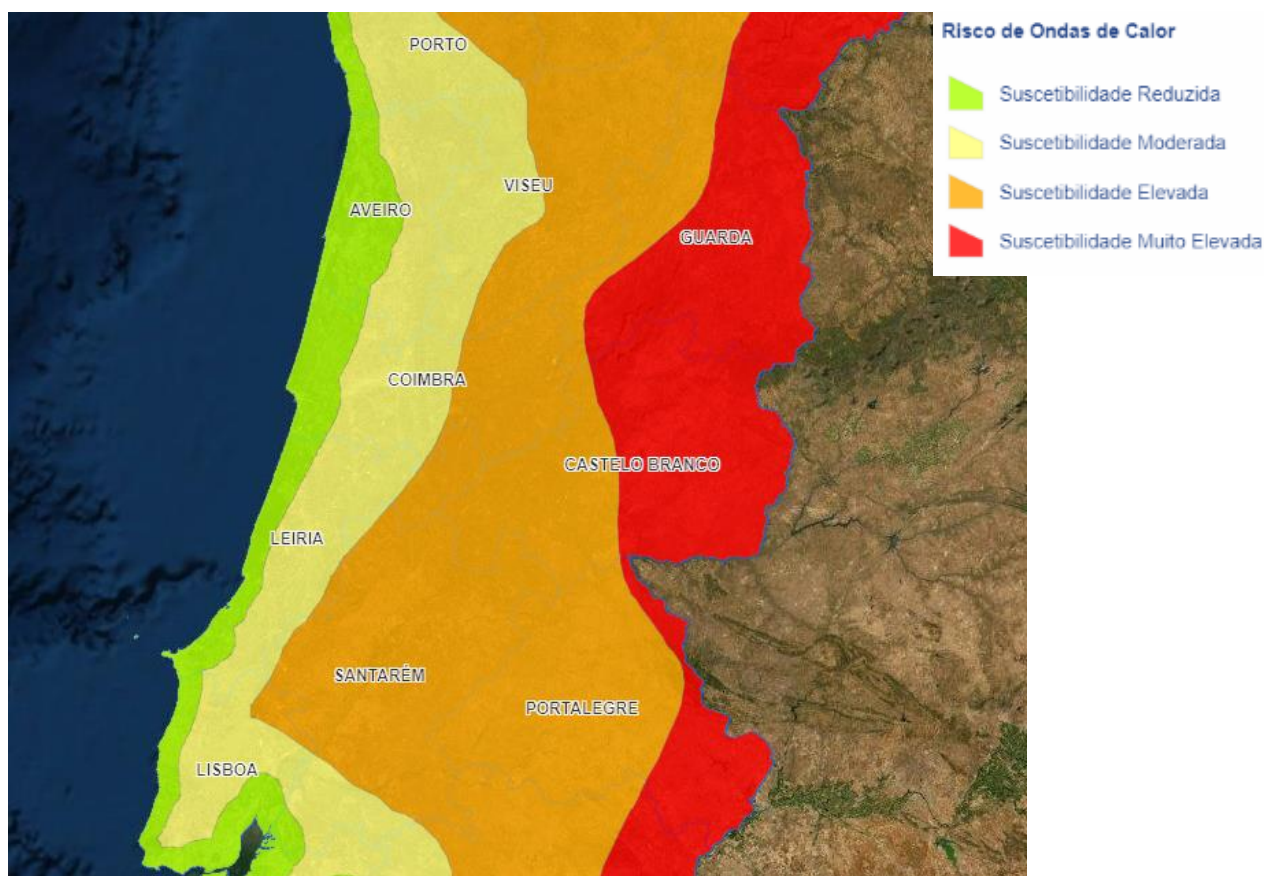 Risco de Ondas de Calor
Suscetibilidade Reduzida
Suscetibilidade Moderada
Suscetibilidade Elevada
Suscetibilidade Muito Elevada
PORTO
VISEU
AVEIRO
GUARDA
COIMBRA
CASTELO BRANCO
LEIRIA
SANTARÉM
PORTALEGRE
LISBOA